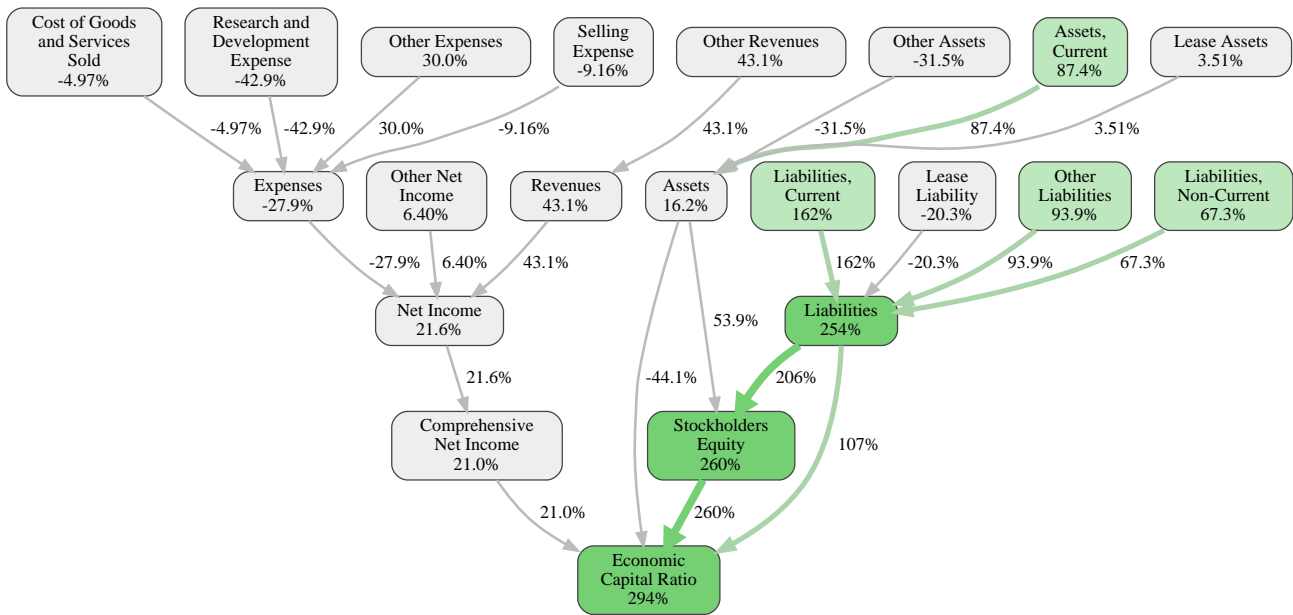 Cost of Goods
and Services
Sold
-4.97%
Research and
Development
Expense
-42.9%
Other Expenses
30.0%
Selling
Expense
-9.16%
Other Revenues
43.1%
Other Assets
-31.5%
Assets,
Current
87.4%
Lease Assets
3.51%
-4.97%
-42.9%
30.0%
-9.16%
43.1%
-31.5%
87.4%
3.51%
Expenses
-27.9%
Other Net
Income
6.40%
Revenues
43.1%
Assets
16.2%
Liabilities,
Current
162%
Lease
Liability
-20.3%
Other
Liabilities
93.9%
Liabilities,
Non-Current
67.3%
-27.9%
6.40%
43.1%
162%
-20.3%
93.9%
67.3%
Net Income
21.6%
53.9%
Liabilities
254%
21.6%
-44.1%
206%
Comprehensive
Net Income
21.0%
Stockholders
Equity
260%
107%
21.0%
260%
Economic
Capital Ratio
294%